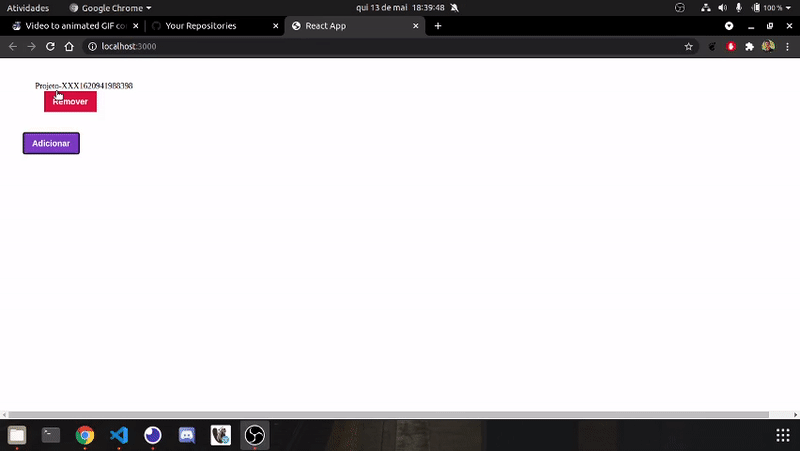 Atividades Google Chrome qui 13 de mai 18:39:48 100 %
Video to animated GIF co Your Repositories React App
localhost:3000
Projeto-XXX1620941988398
Remover
Adicionar